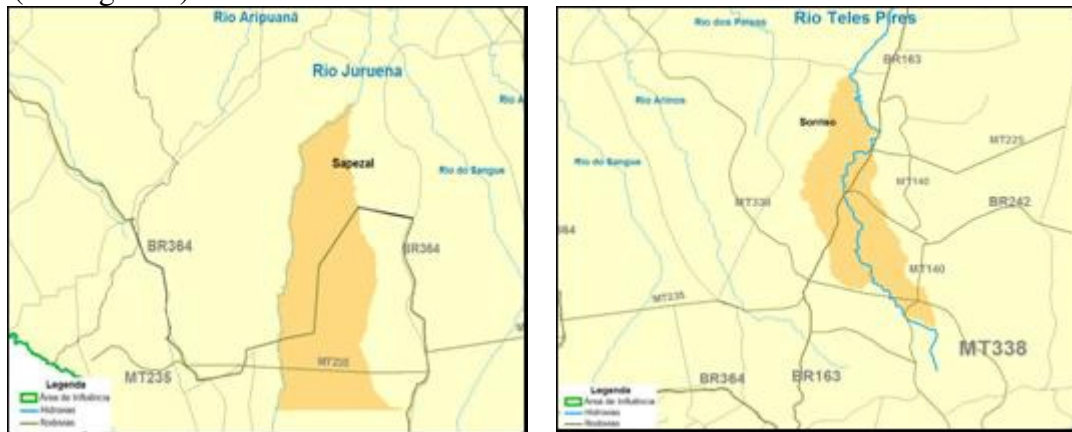 Rio Aripuanã
Rio Juruena
Sapezal
Rio do Sangue
BR364
BR364
MT235
MT235
Legenda
Área de Influência
Hidrovias
Rodovias
Rio Teles Pires
Rio dos Peixes
BR163
Rio Arinos
Sorriso
MT225
Rio do Sangue
MT140
MT338
BR242
MT140
MT235
MT338
BR364
BR163
Legenda
Área de Influência
Hidrovias
Rodovias